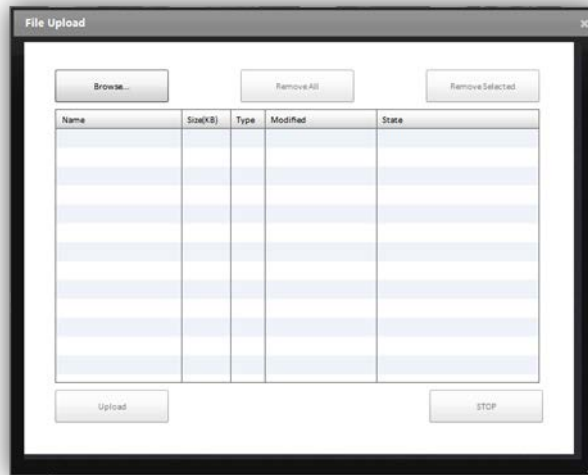 File Upload x
Browse... Remove All Remove Selected
Name Size(KB) Type Modified State
Upload STOP